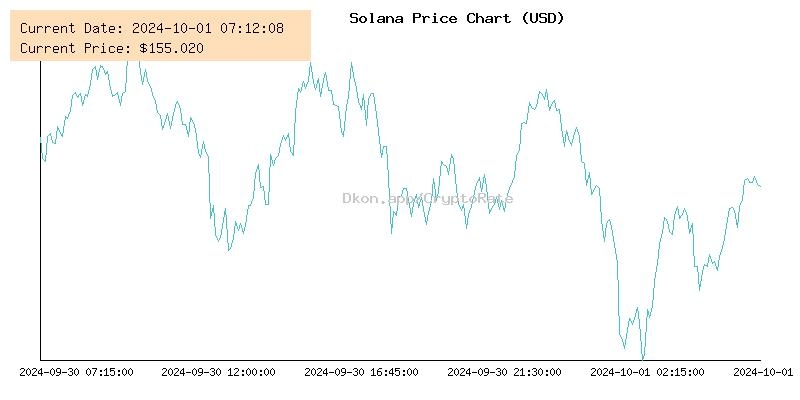 Solana Price Chart (USD)
Current Date: 2024-10-01 07:12:08
Current Price: $155.020
Dkon.app/CryptoRate
2024-09-30 07:15:00 2024-09-30 12:00:00 2024-09-30 16:45:00 2024-09-30 21:30:00 2024-10-01 02:15:00 2024-10-01